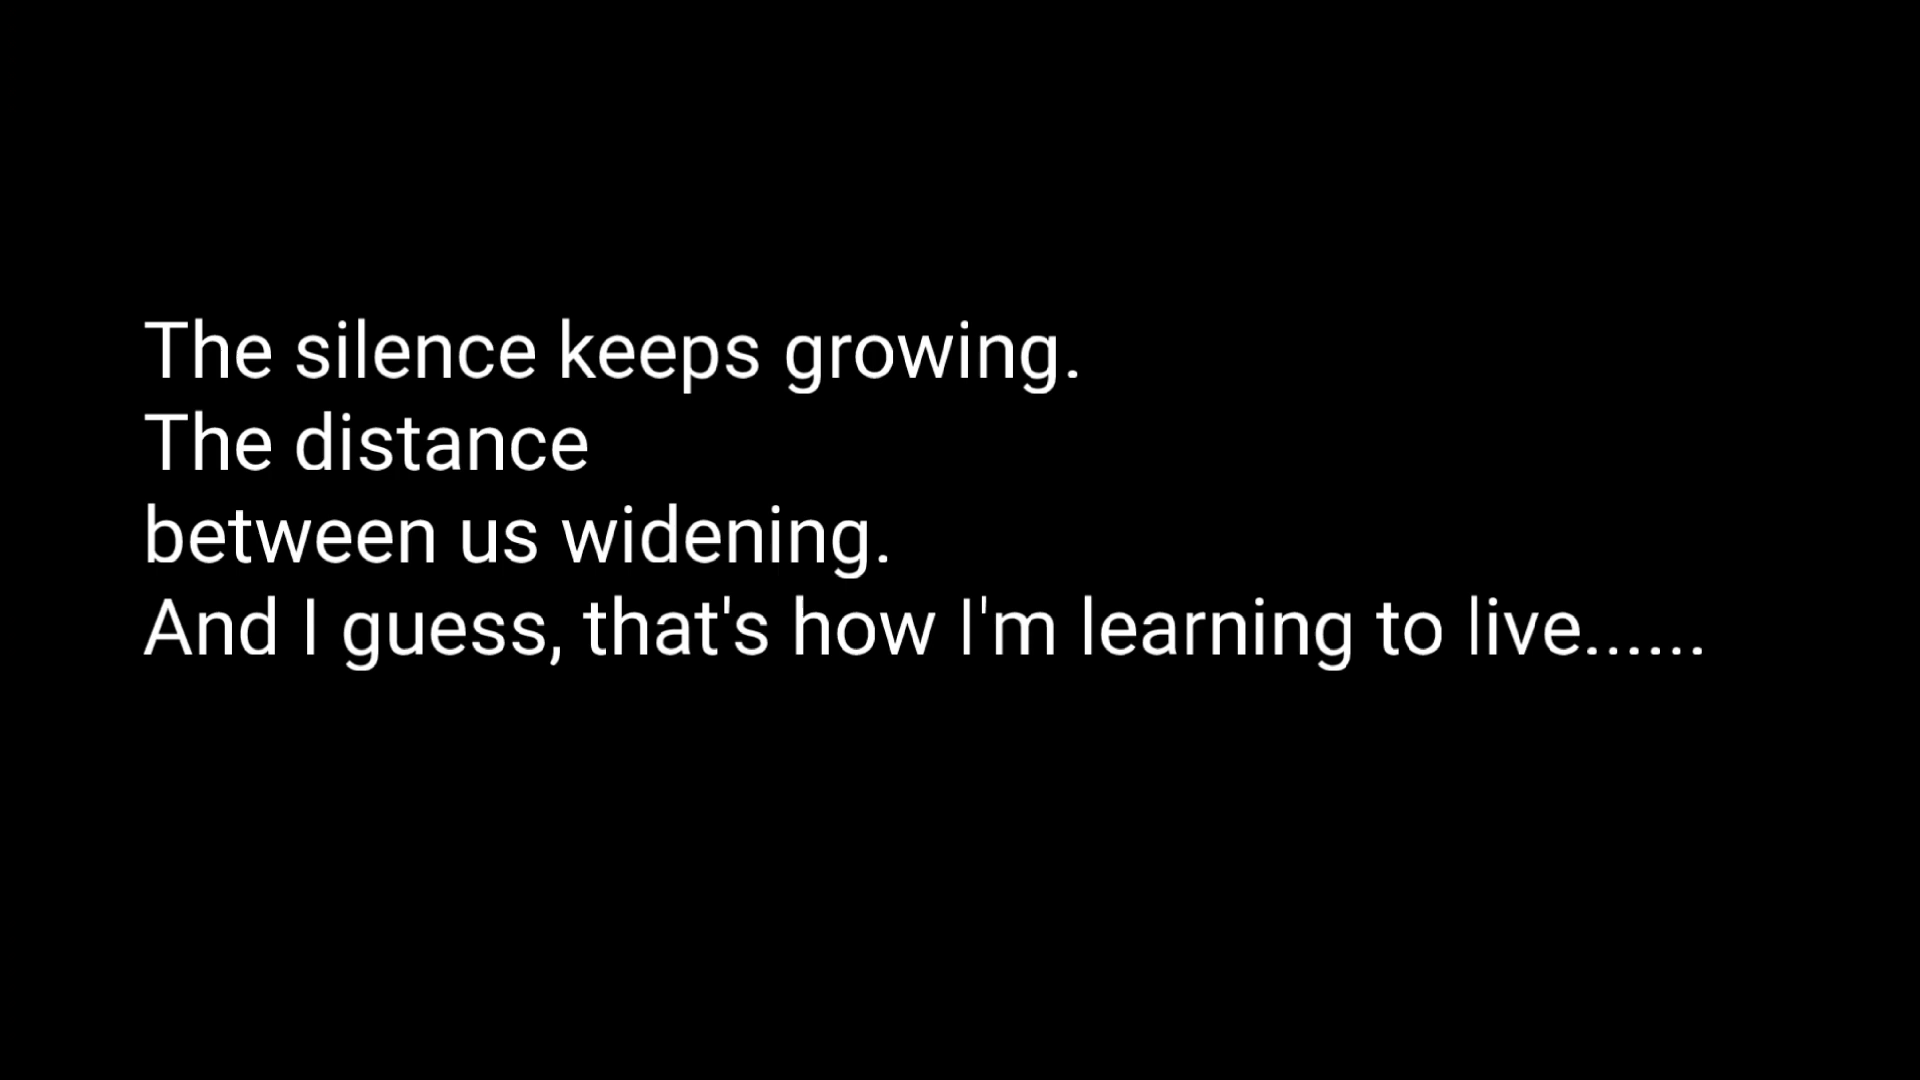 The silence keeps growing.
The distance
between us widening.
And I guess, that's how I'm learning to live......